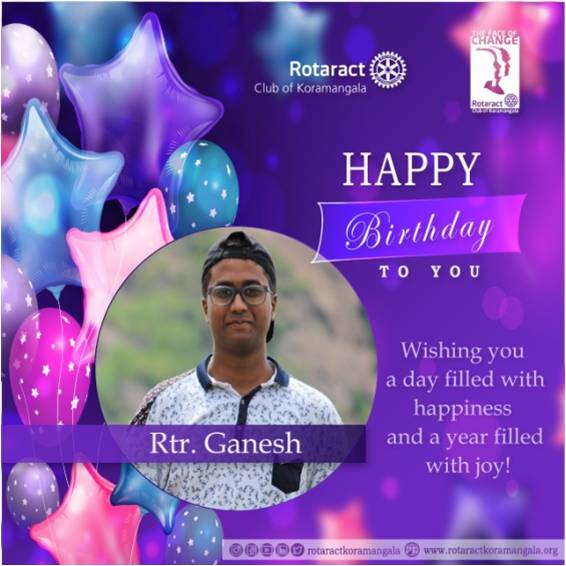 Rotaract
Club of Koramangala
THE FACE OF
CHANGE
Rotaract
Club of Koramangala
HAPPY
Birthday
TO YOU
Wishing you
a day filled with
happiness
and a year filled
with joy!
Rtr. Ganesh
rotaractkoramangala www.rotaractkoramangala.org